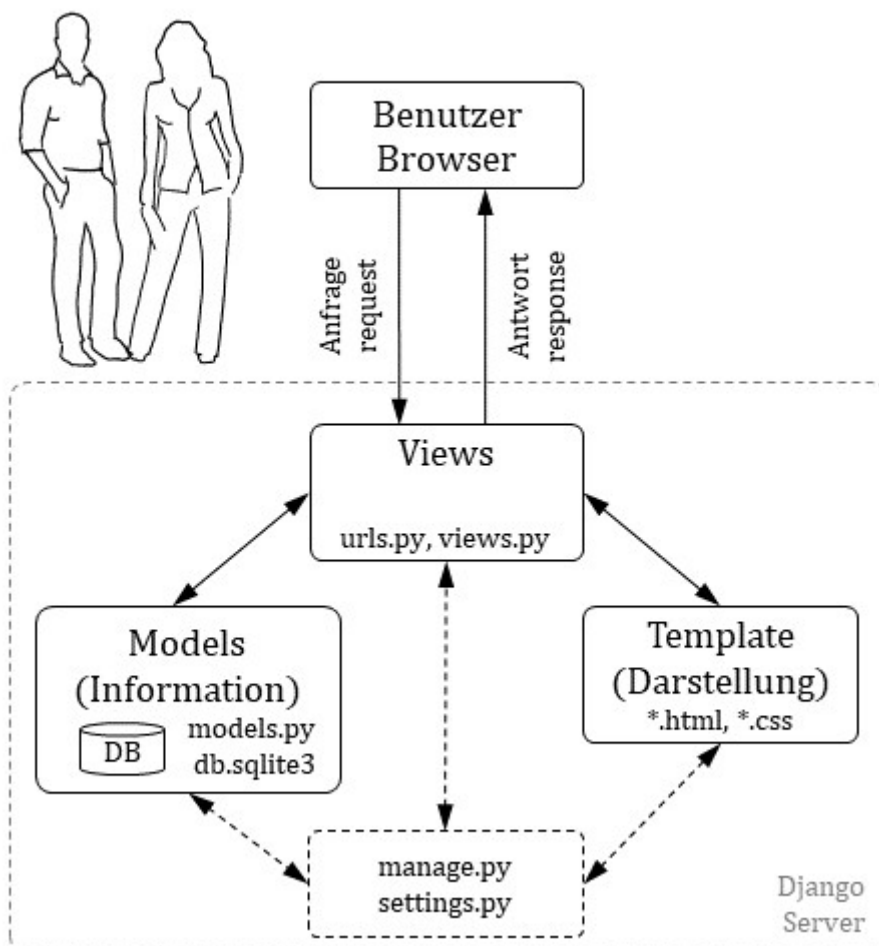 Benutzer
Browser
Anfrage
request
Antwort
response
Views
urls.py, views.py
Models
(Information)
DB
models.py
db.sqlite3
Template
(Darstellung)
*.html, *.css
manage.py
settings.py
Django
Server